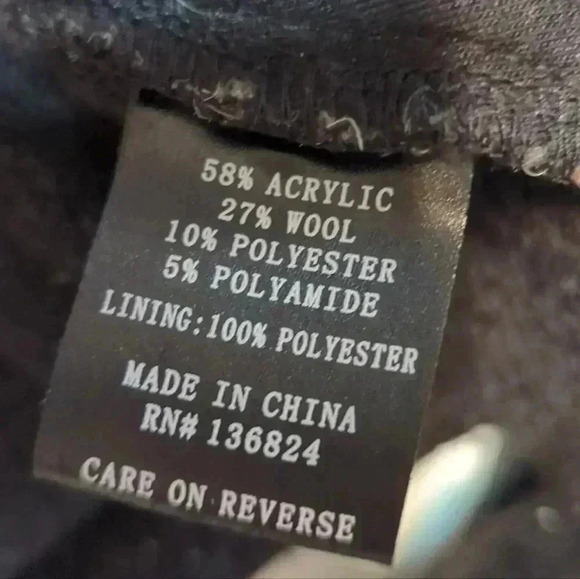 58% ACRYLIC
27% WOOL
10% POLYESTER
5% POLYAMIDE
LINING:100% POLYESTER
MADE IN CHINA
RN# 136824
CARE ON REVERSE